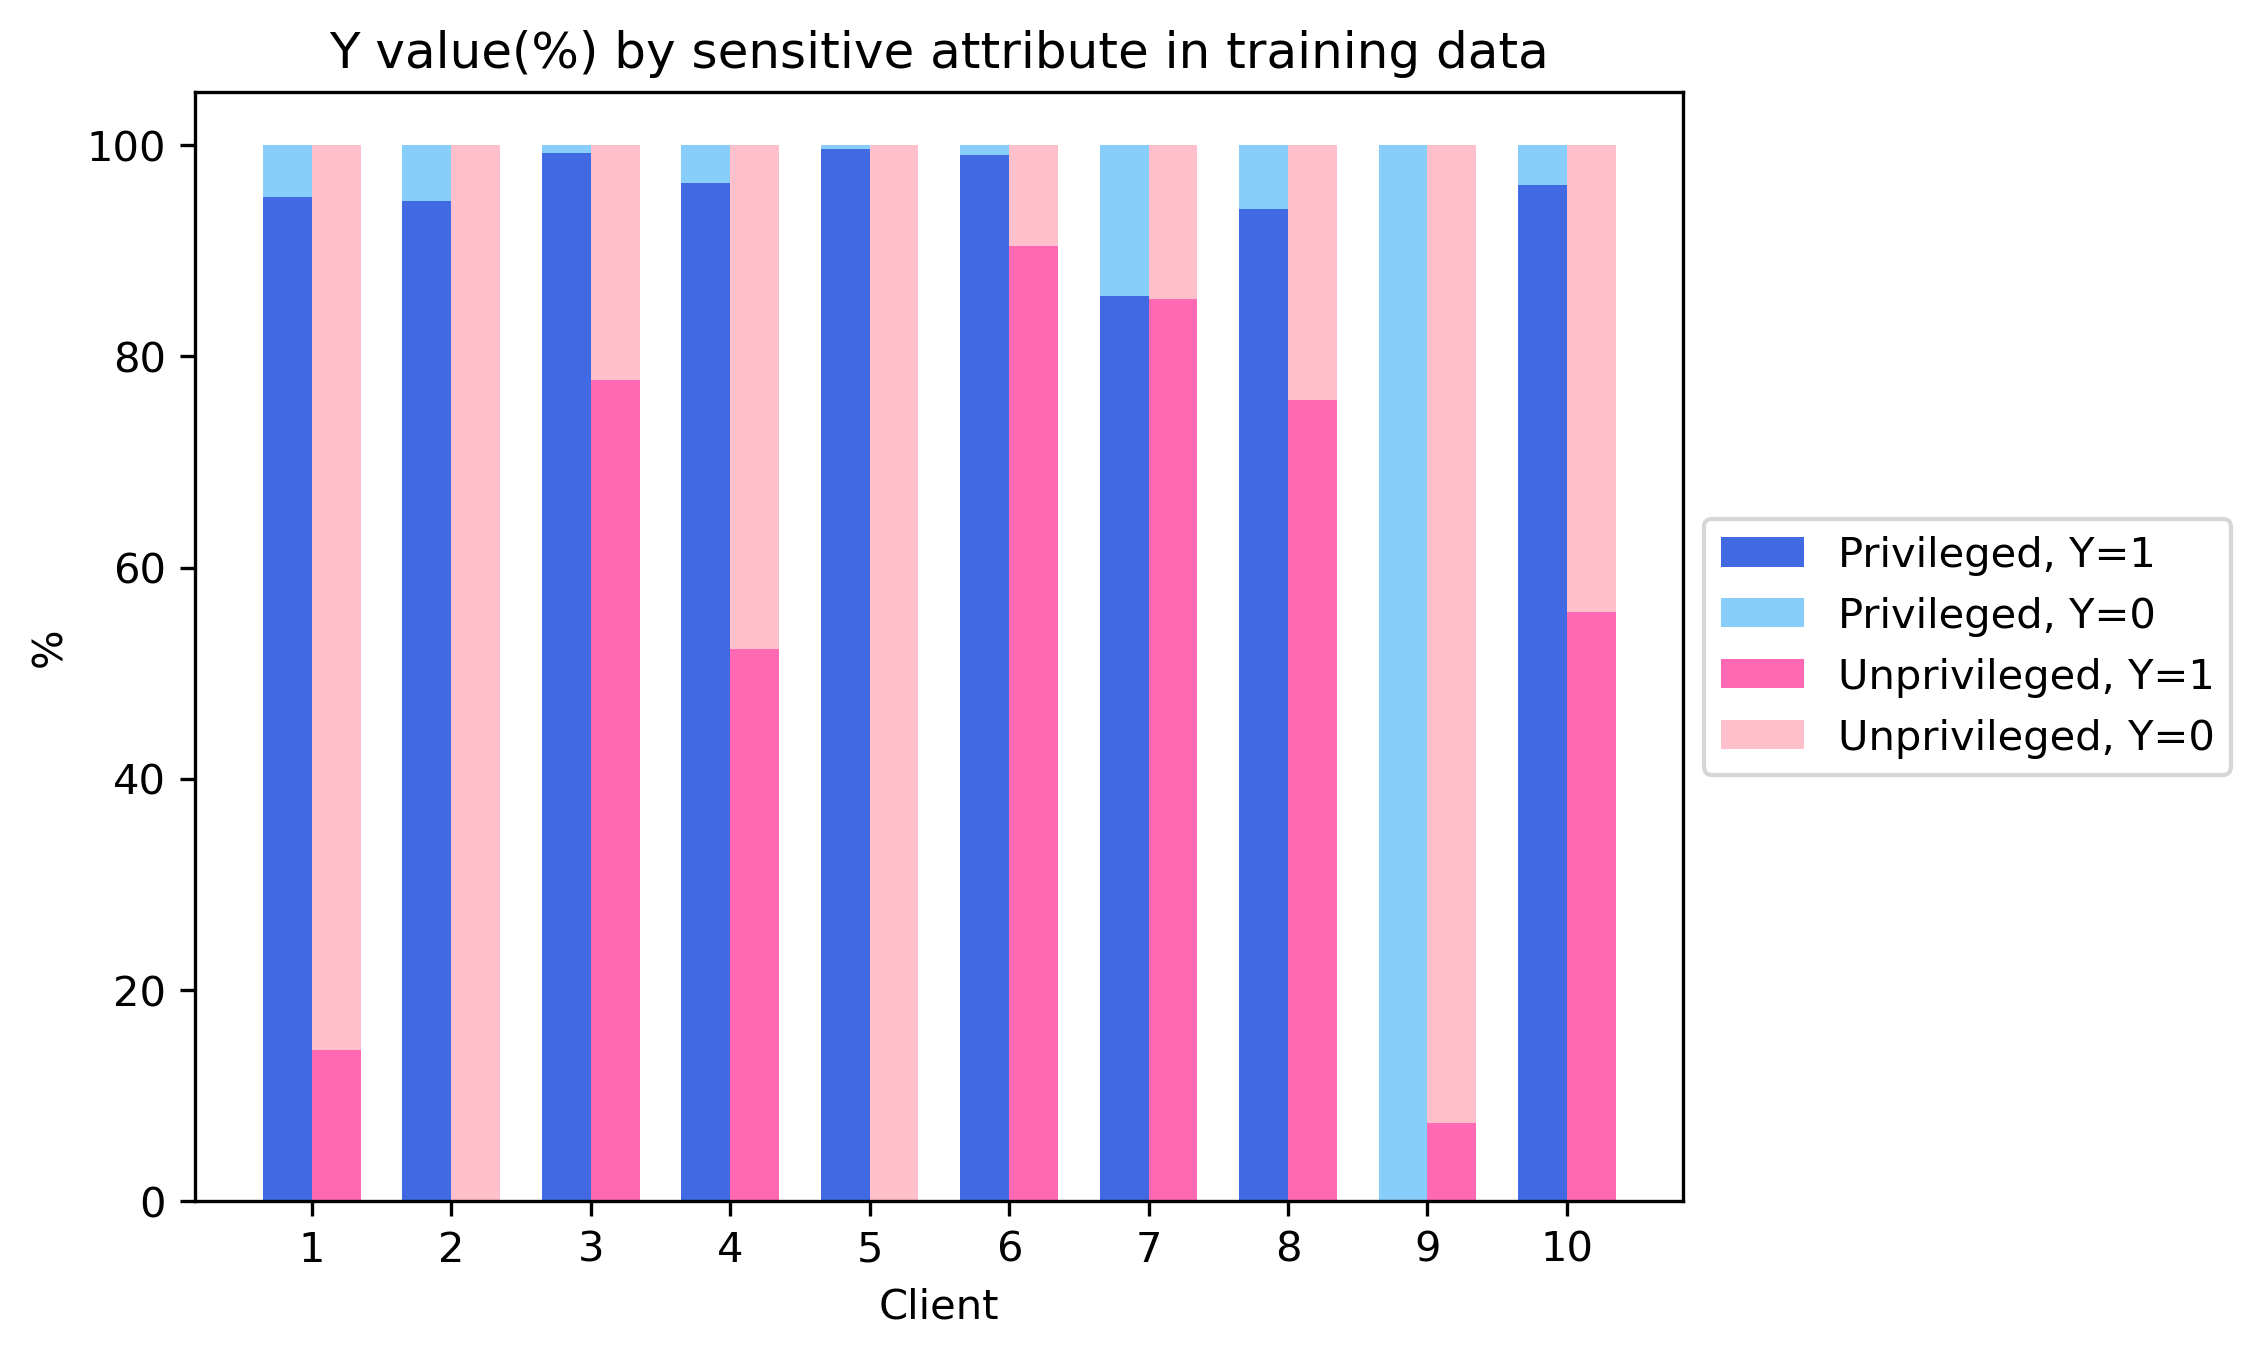 Y value(%) by sensitive attribute in training data
100
80
60
40
20
0
%
1 2 3 4 5 6 7 8 9 10
Client
Privileged, Y=1
Privileged, Y=0
Unprivileged, Y=1
Unprivileged, Y=0